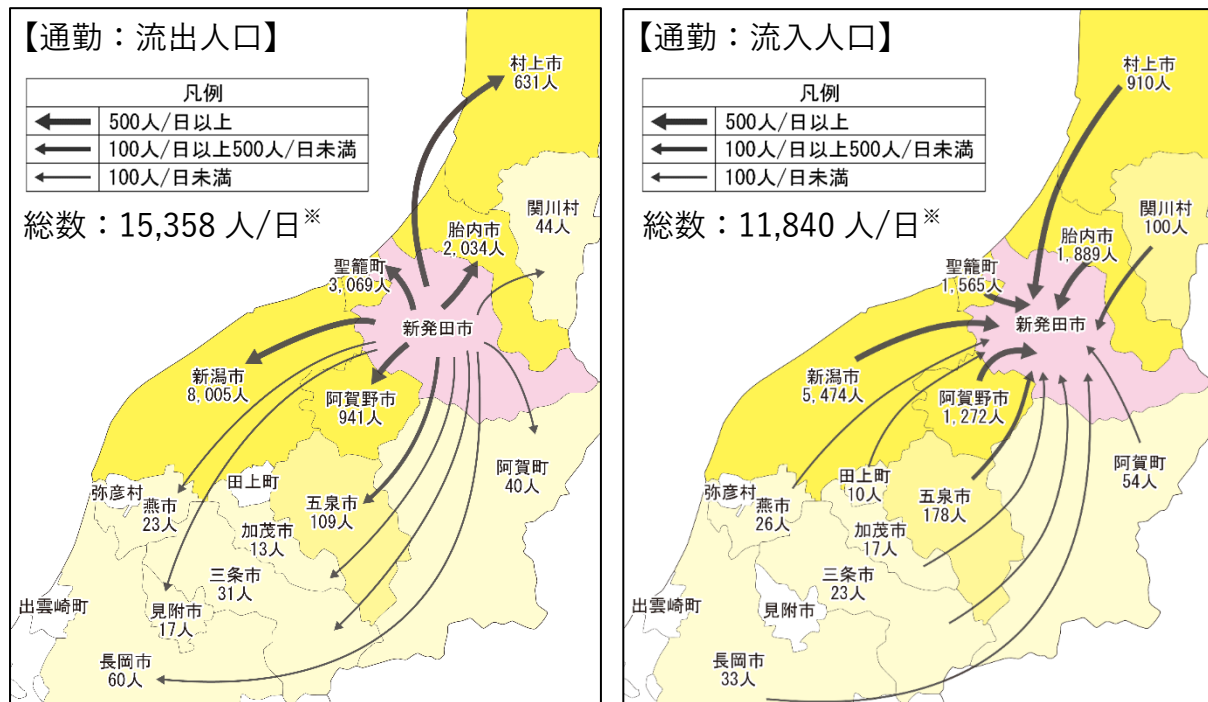 【通勤：流出人口】
凡例
500人/日以上
100人/日以上500人/日未満
100人/日未満
総数：15,358 人/日※
村上市
631人
関川村
44人
胎内市
2,034人
聖籠町
3,069人
新発田市
新潟市
8,005人
阿賀野市
941人
阿賀町
40人
田上町
弥彦村
燕市
23人
五泉市
109人
加茂市
13人
三条市
31人
出雲崎町
見附市
17人
長岡市
60人
【通勤：流入人口】
凡例
500人/日以上
100人/日以上500人/日未満
100人/日未満
総数：11,840 人/日※
村上市
910人
関川村
100人
胎内市
1,889人
聖籠町
1,565人
新発田市
新潟市
5,474人
阿賀野市
1,272人
阿賀町
54人
田上町
10人
弥彦村
燕市
26人
五泉市
178人
加茂市
17人
三条市
23人
出雲崎町
見附市
長岡市
33人